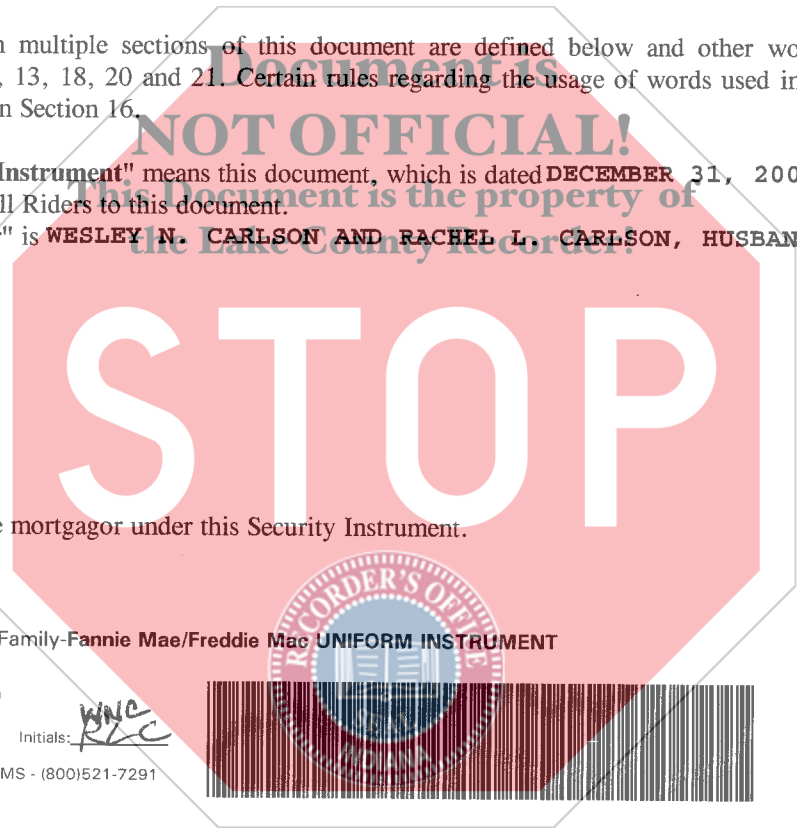 n multiple sections of this document are defined below and other wo
, 13, 18, 20 and 21. Certain rules regarding the usage of words used in
n Section 16.
Document is
NOT OFFICIAL!
This Document is the property of
the Lake County Recorder!
Instrument" means this document, which is dated DECEMBER 31, 200
ll Riders to this document.
" is WESLEY N. CARLSON AND RACHEL L. CARLSON, HUSBAN
STOP
e mortgagor under this Security Instrument.
Family-Fannie Mae/Freddie Mac UNIFORM INSTRUMENT
RECORDER'S OFFICE
SEAL
INDIANA
WNC
Initials: RLC
MS - (800)521-7291